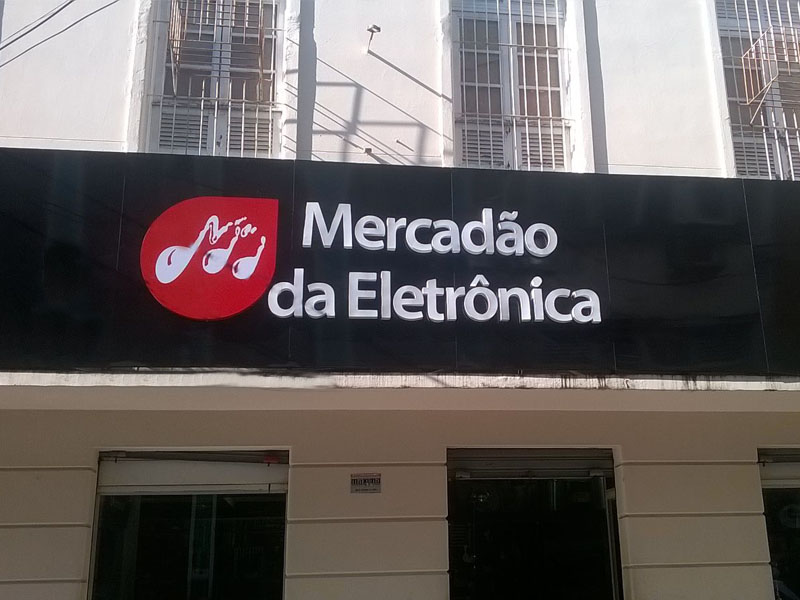 Mercadão
da Eletrônica